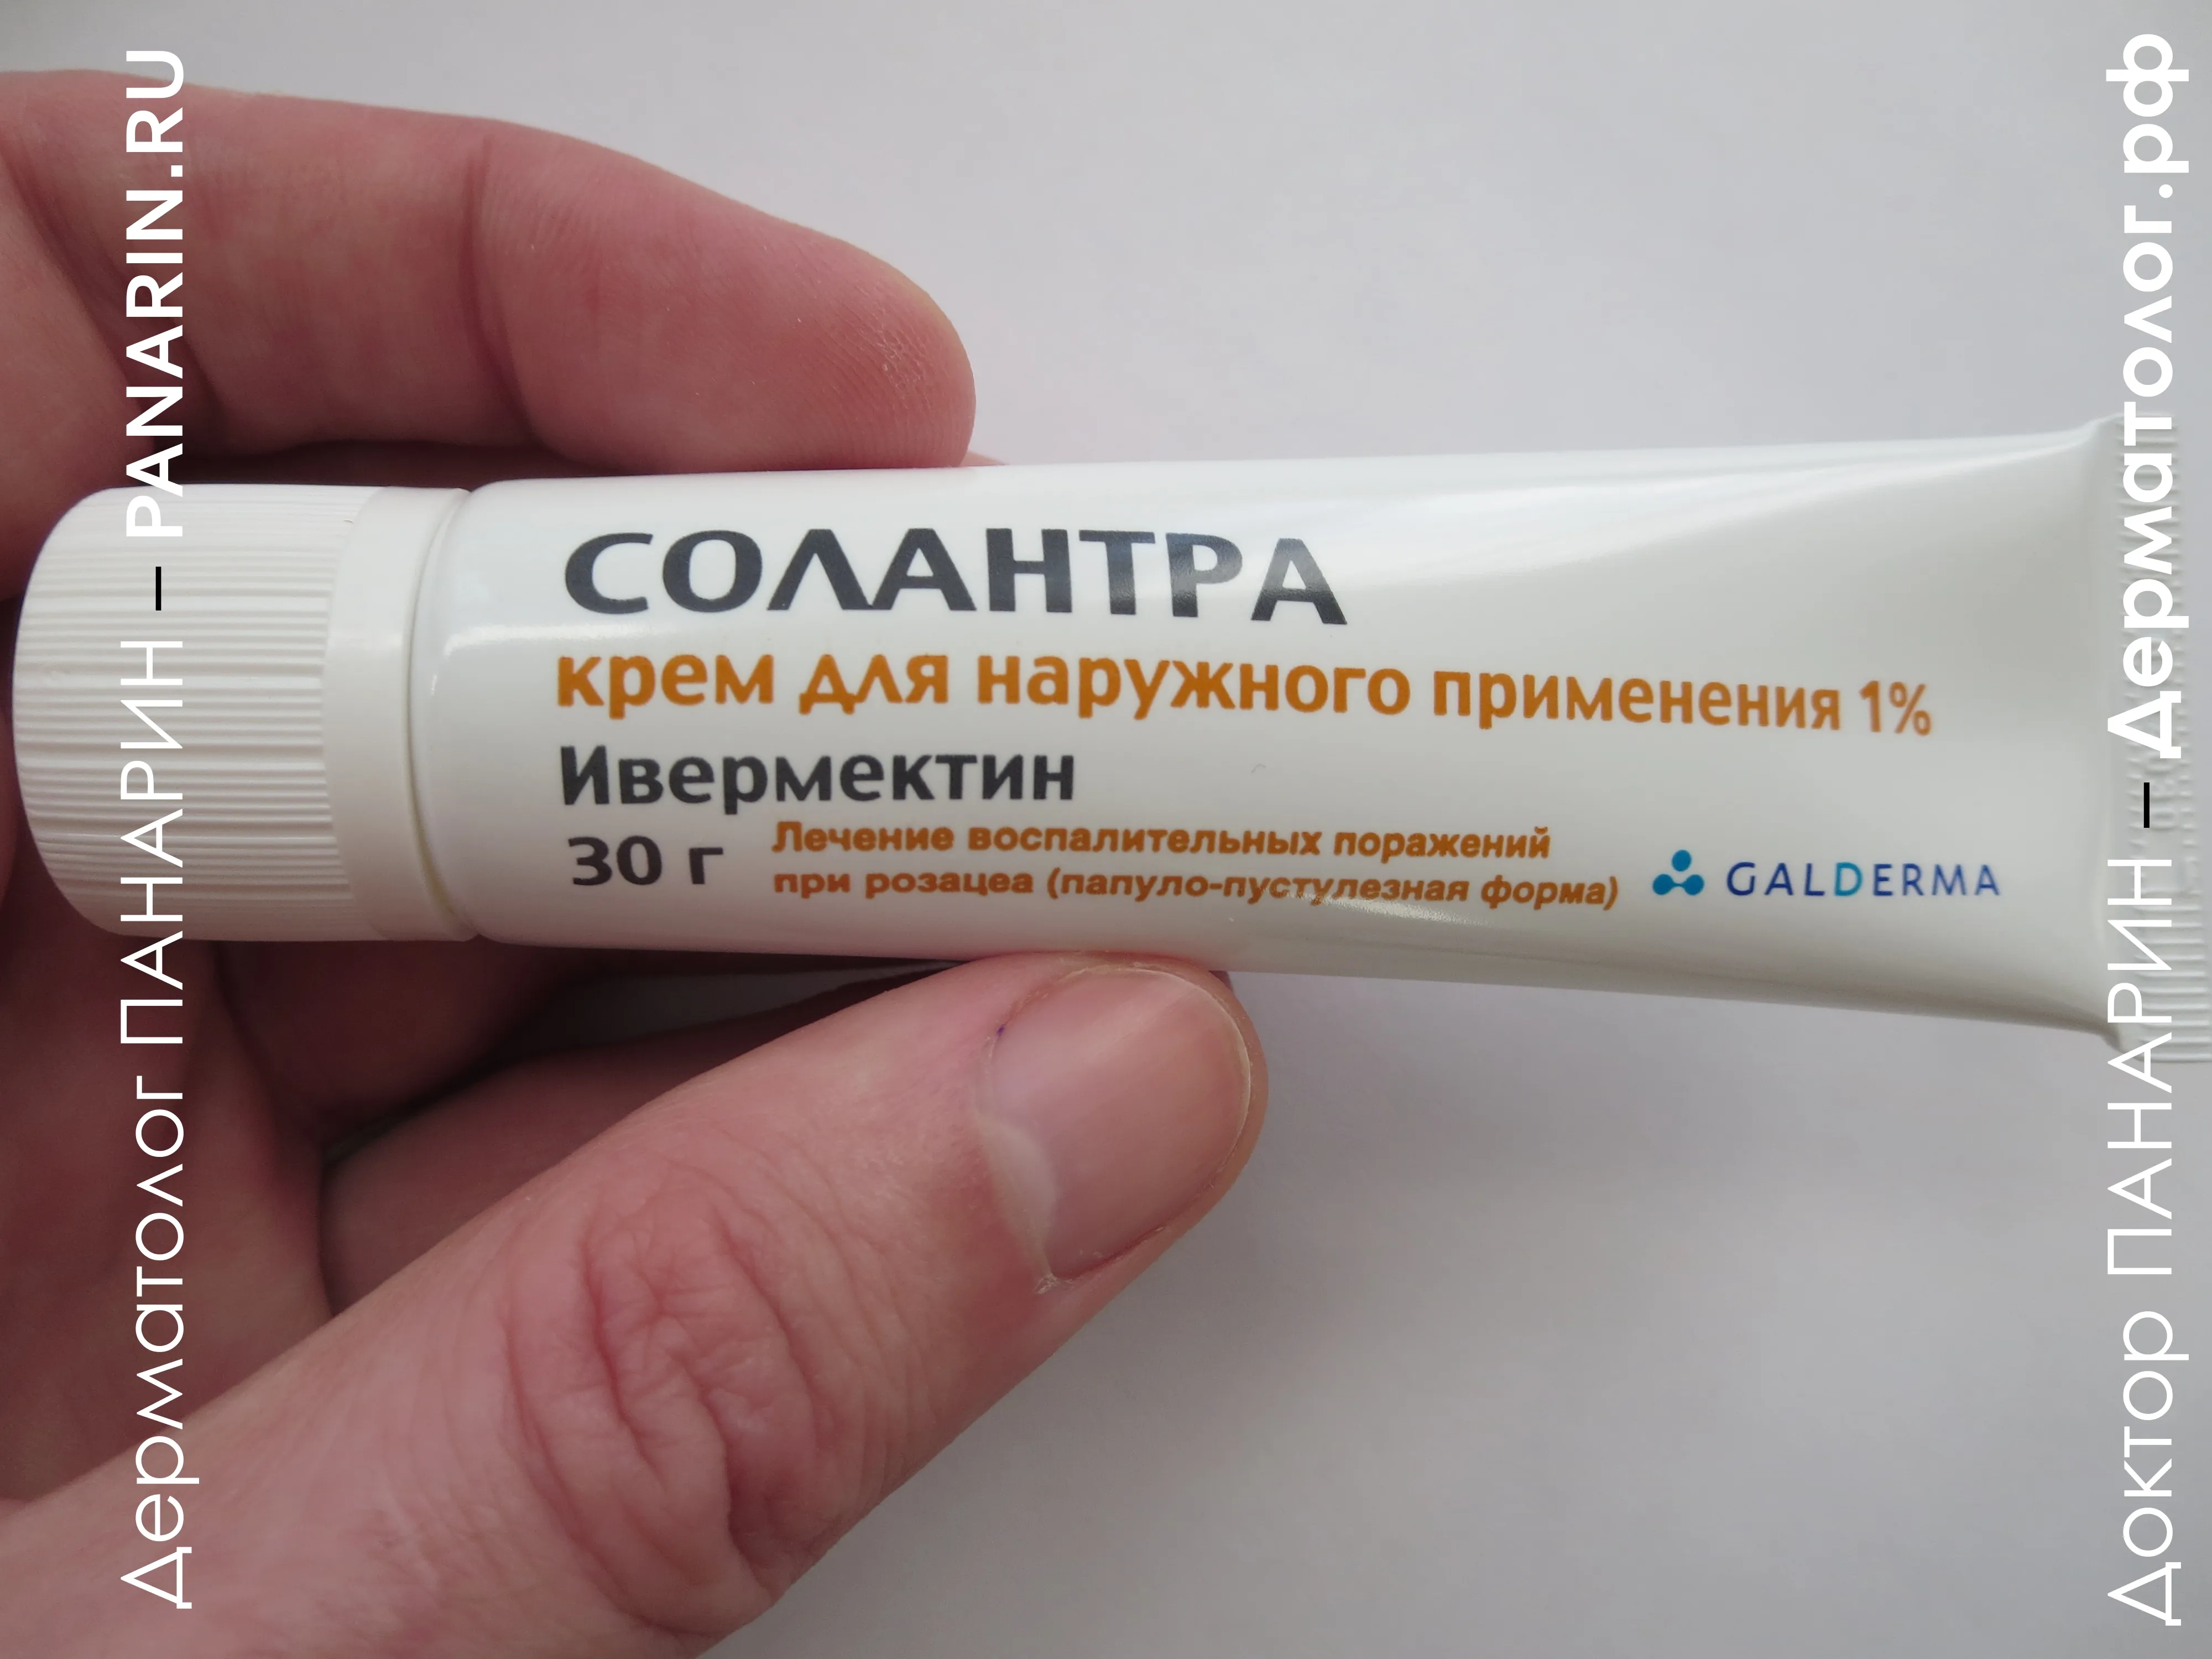 Дерматолог ПАНАРИН – PANARIN.RU
СОЛАНТРА
крем для наружного применения 1%
Ивермектин
30 г
Лечение воспалительных поражений
при розацеа (папуло-пустулезная форма)
GALDERMA
Доктор ПАНАРИН – Дерматолог.рф